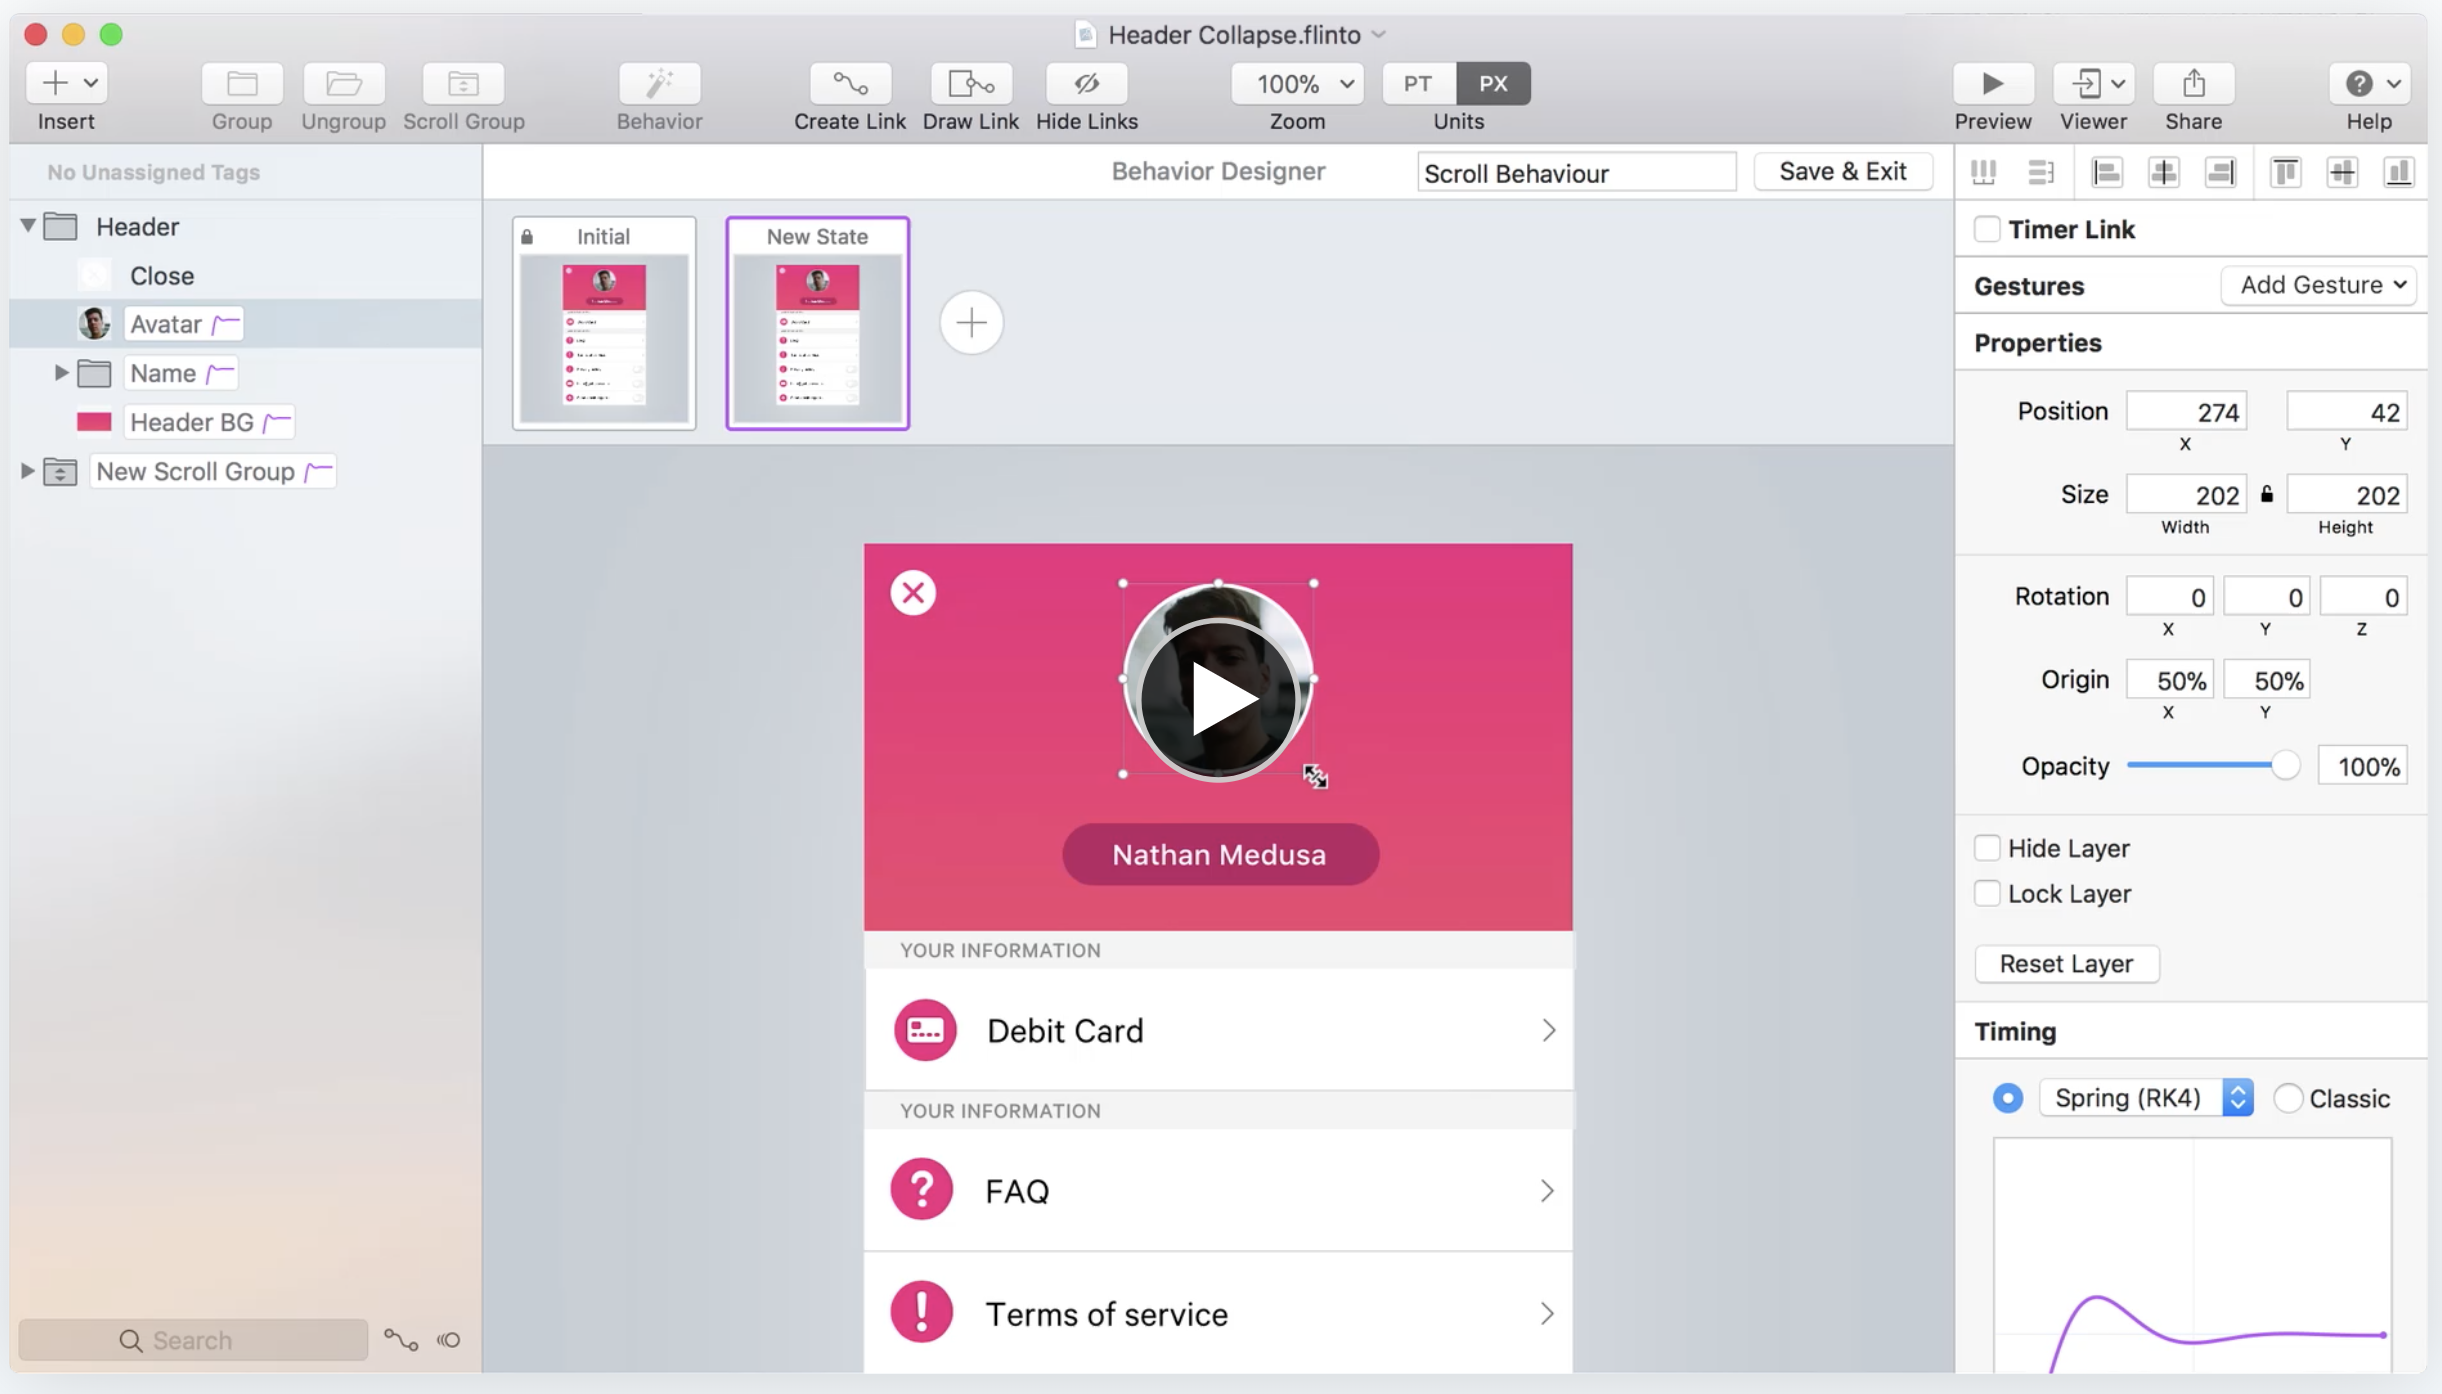 Header Collapse.flinto
Insert
Group
Ungroup
Scroll Group
Behavior
Create Link
Draw Link
Hide Links
100%
Zoom
PT
PX
Units
Preview
Viewer
Share
Help
No Unassigned Tags
Header
Close
Avatar
Name
Header BG
New Scroll Group
Search
Behavior Designer
Scroll Behaviour
Save & Exit
Initial
New State
Nathan Medusa
YOUR INFORMATION
Debit Card
YOUR INFORMATION
FAQ
Terms of service
Timer Link
Gestures
Add Gesture
Properties
Position
274
42
X
Y
Size
202
202
Width
Height
Rotation
0
0
0
X
Y
Z
Origin
50%
50%
X
Y
Opacity
100%
Hide Layer
Lock Layer
Reset Layer
Timing
Spring (RK4)
Classic